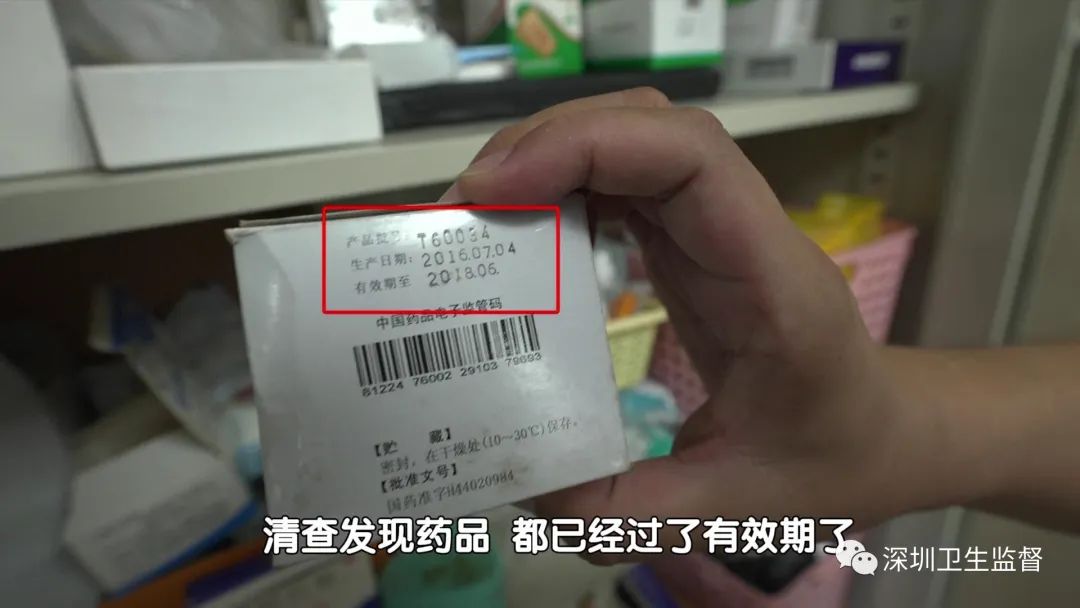 产品批号：T60034
生产日期：2016.07.04
有效期至 2018.06.
中国药品电子监管码
81224 76002 29103 79693
【贮 藏】
密封，在干燥处(10～30℃)保存。
【批准文号】
国药准字H44020984
清查发现药品 都已经过了有效期了
深圳卫生监督